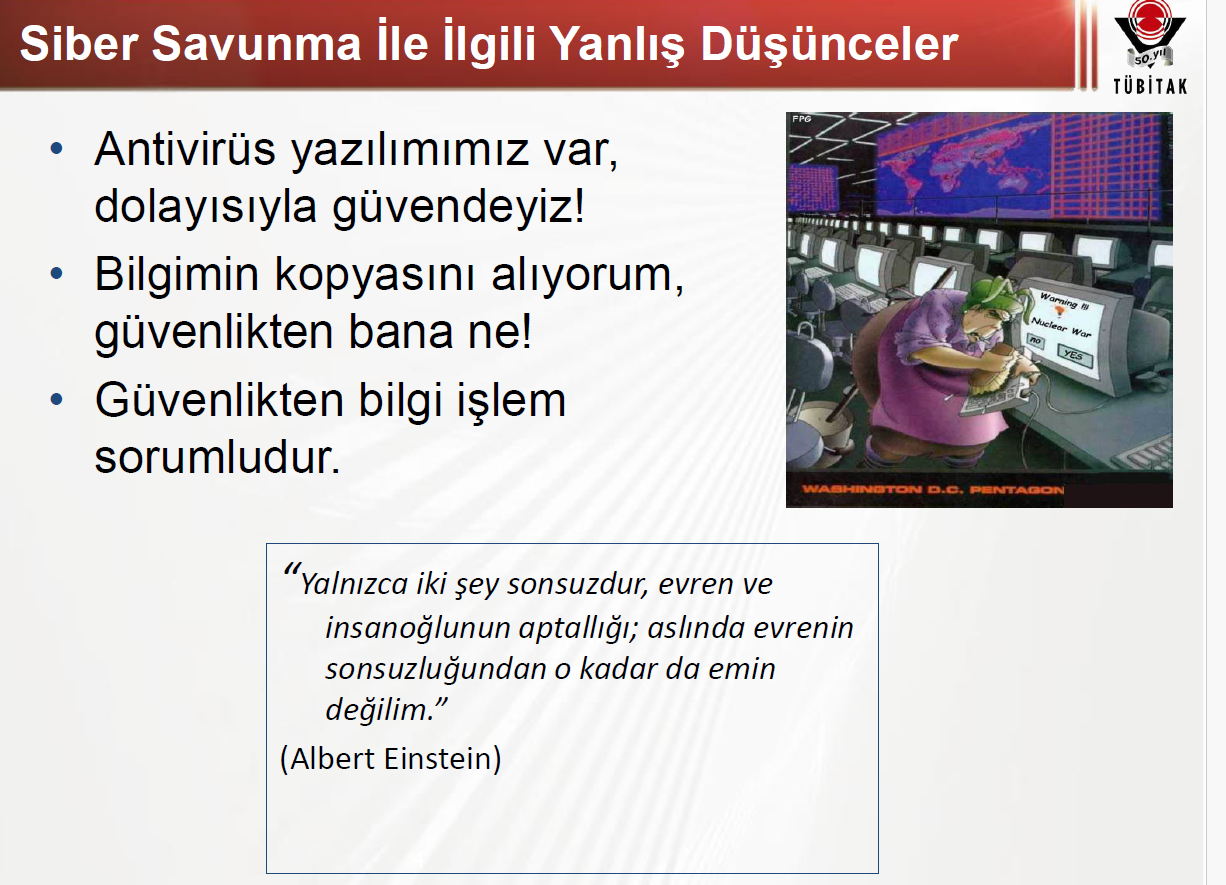 Siber Savunma İle İlgili Yanlış Düşünceler
50.yıl
TÜBİTAK
• Antivirüs yazılımımız var,
dolayısıyla güvendeyiz!
• Bilgimin kopyasını alıyorum,
güvenlikten bana ne!
• Güvenlikten bilgi işlem
sorumludur.
FPG
Warning !!!
?
Nuclear War
no
YES
WASHINGTON D.C. PENTAGON
“Yalnızca iki şey sonsuzdur, evren ve
insanoğlunun aptallığı; aslında evrenin
sonsuzluğundan o kadar da emin
değilim.”
(Albert Einstein)